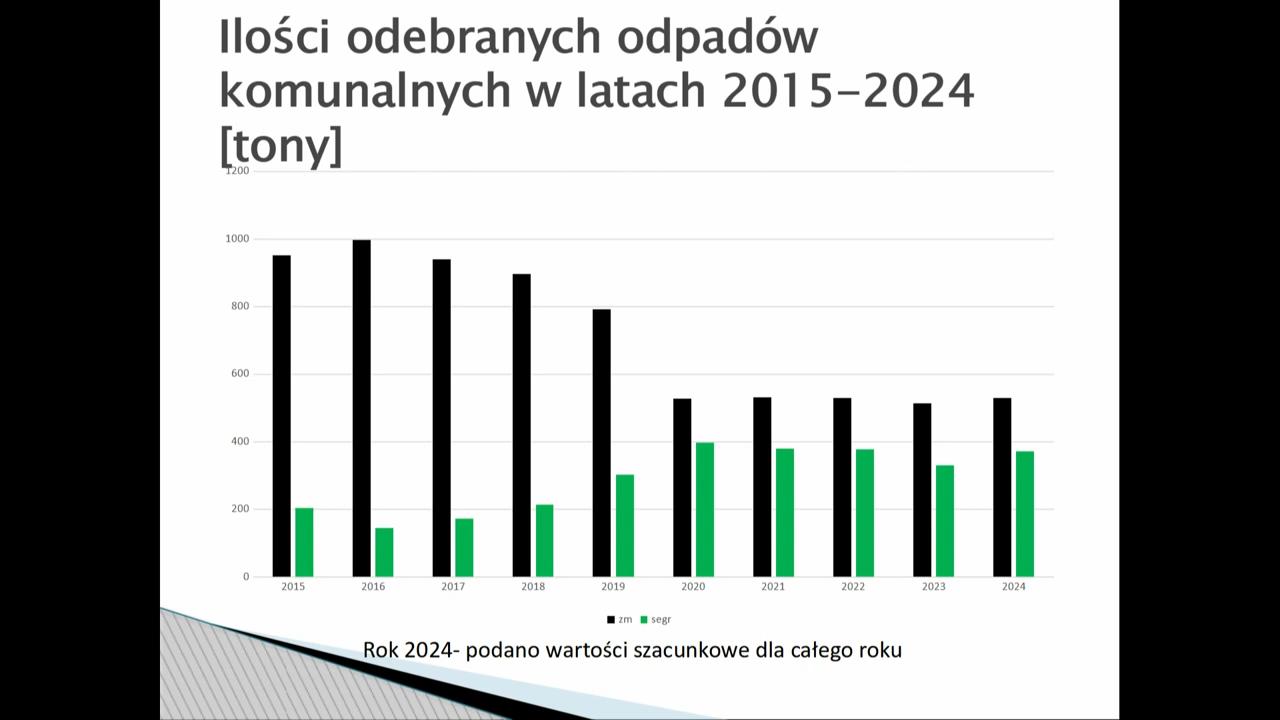 Ilości odebranych odpadów
komunalnych w latach 2015-2024
[tony]
1200
1000
800
600
400
200
0
2015 2016 2017 2018 2019 2020 2021 2022 2023 2024
zm segr
Rok 2024- podano wartości szacunkowe dla całego roku